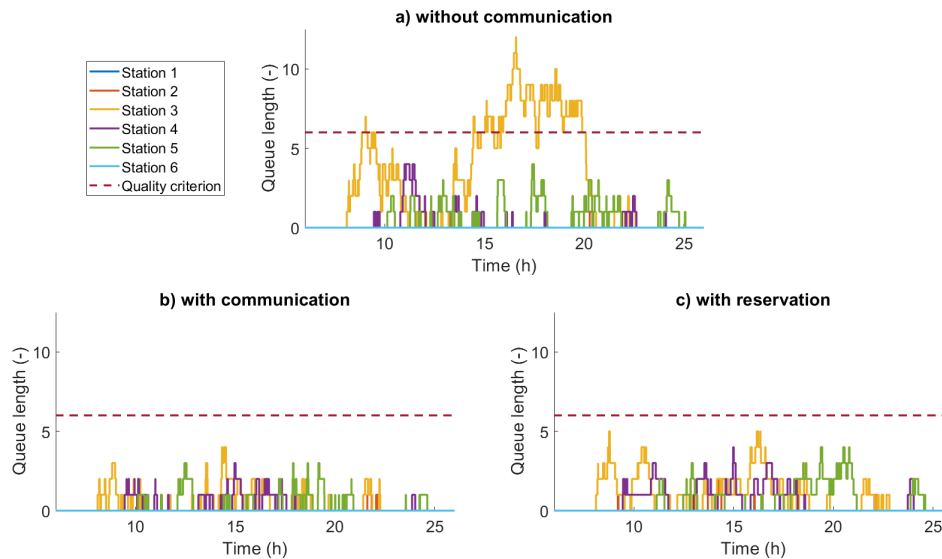 a) without communication
Station 1
Station 2
Station 3
Station 4
Station 5
Station 6
Quality criterion
Queue length (-)
10
5
0
10
15
20
25
Time (h)
b) with communication
Queue length (-)
10
5
0
10
15
20
25
Time (h)
c) with reservation
Queue length (-)
10
5
0
10
15
20
25
Time (h)